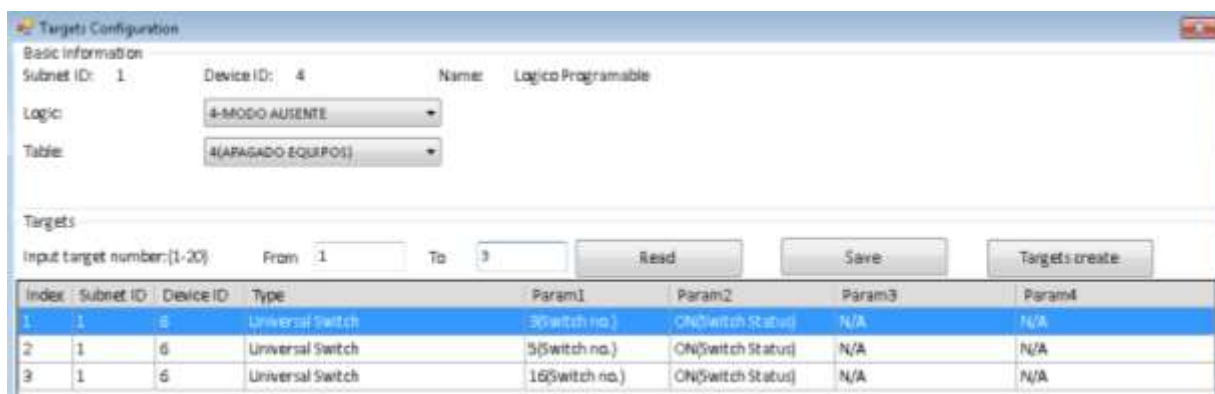 Targets Configuration
Basic Information
Subnet ID: 1 Device ID: 4 Name: Logico Programable
Logic: 4-MODO AUSENTE
Table: 4(APAGADO EQUIPOS)
Targets
Input target number:(1-20) From 1 To 3 Read Save Targets create
Index Subnet ID Device ID Type Param1 Param2 Param3 Param4
1 1 6 Universal Switch 3(Switch no.) ON(Switch Status) N/A N/A
2 1 6 Universal Switch 5(Switch no.) ON(Switch Status) N/A N/A
3 1 6 Universal Switch 16(Switch no.) ON(Switch Status) N/A N/A